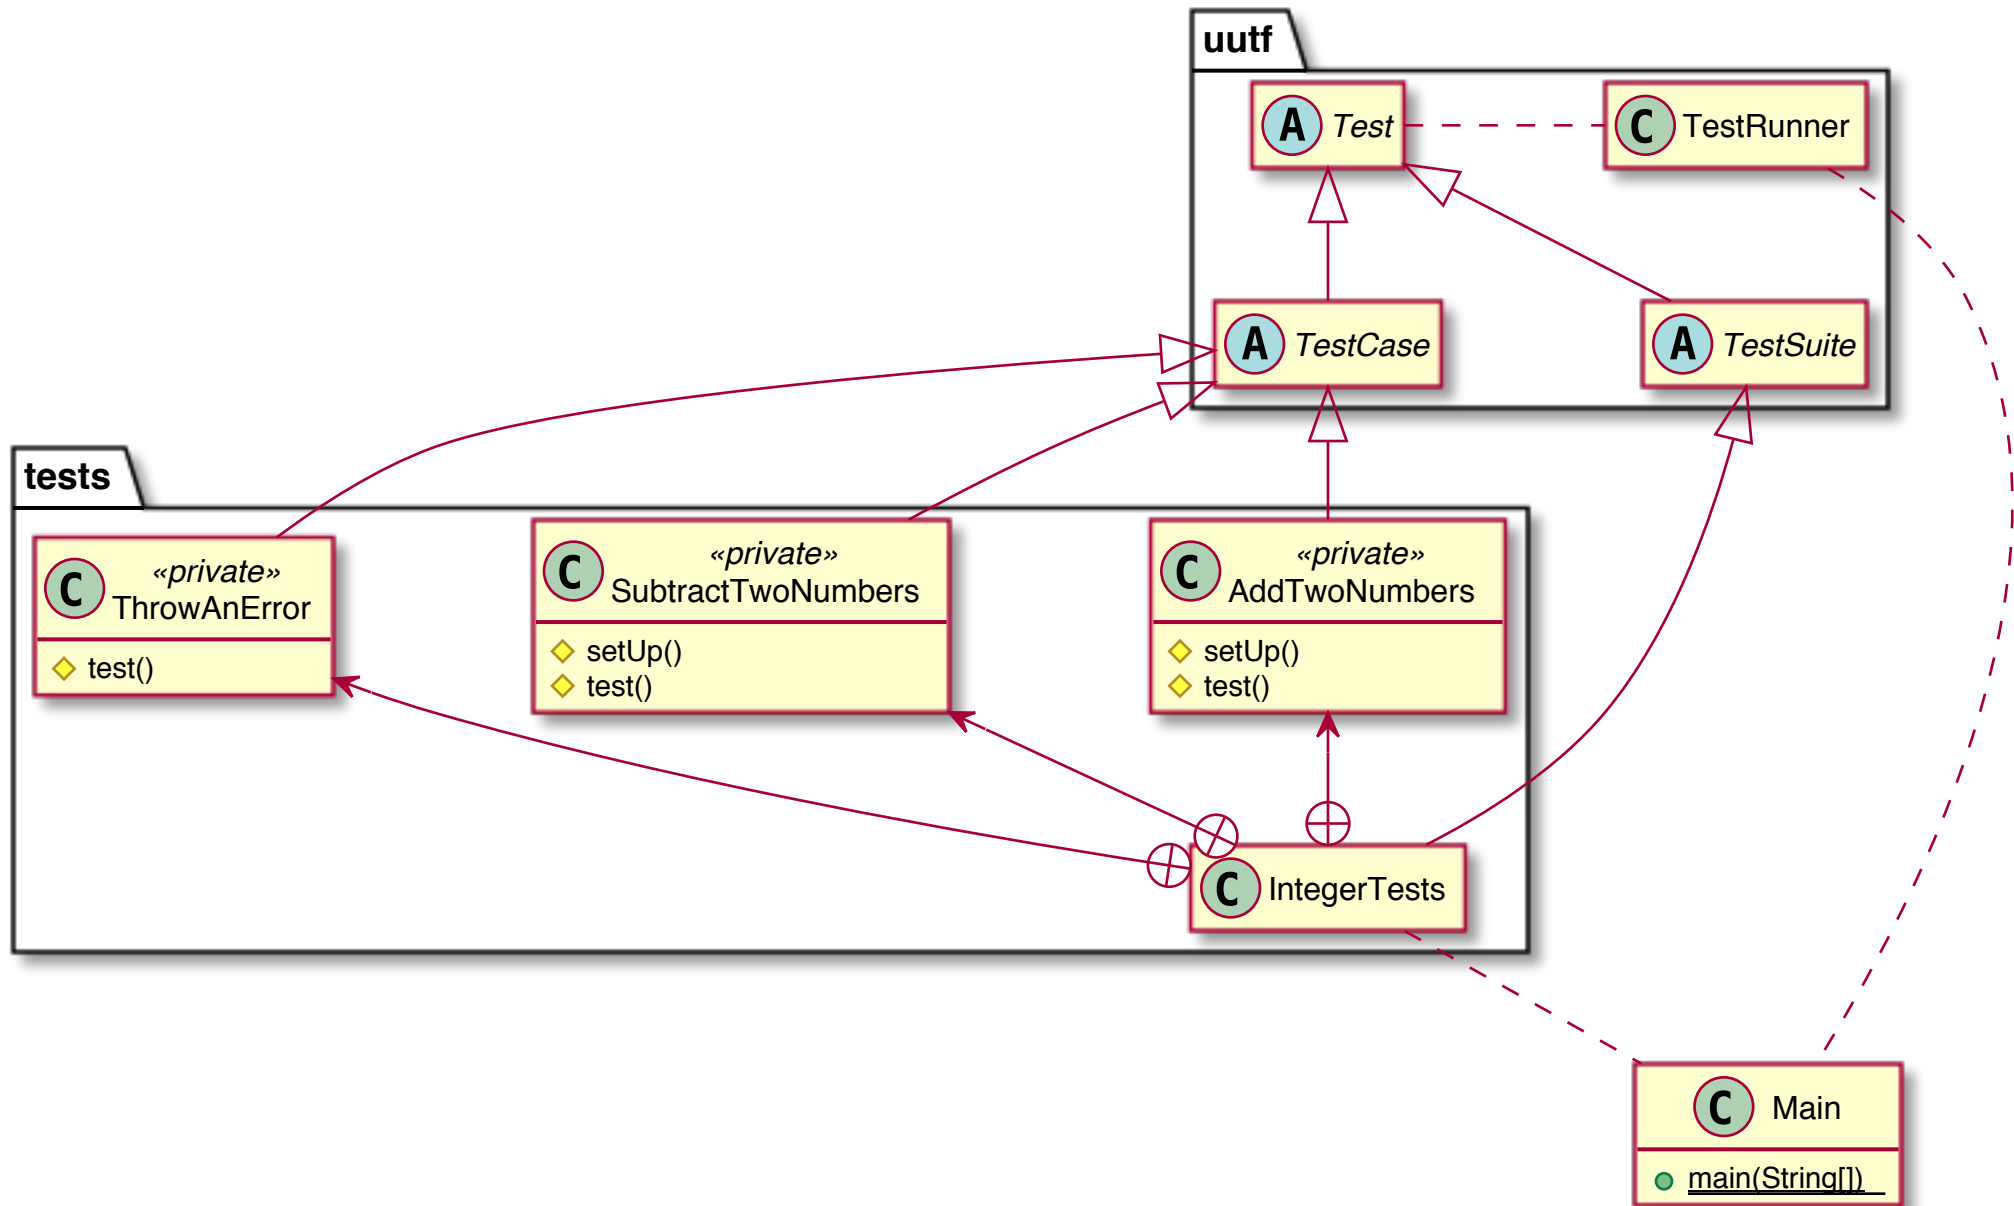 uutf
A Test
C TestRunner
A TestCase
A TestSuite
tests
C «private»
ThrowAnError
test()
C «private»
SubtractTwoNumbers
setUp()
test()
C «private»
AddTwoNumbers
setUp()
test()
C IntegerTests
C Main
main(String[])